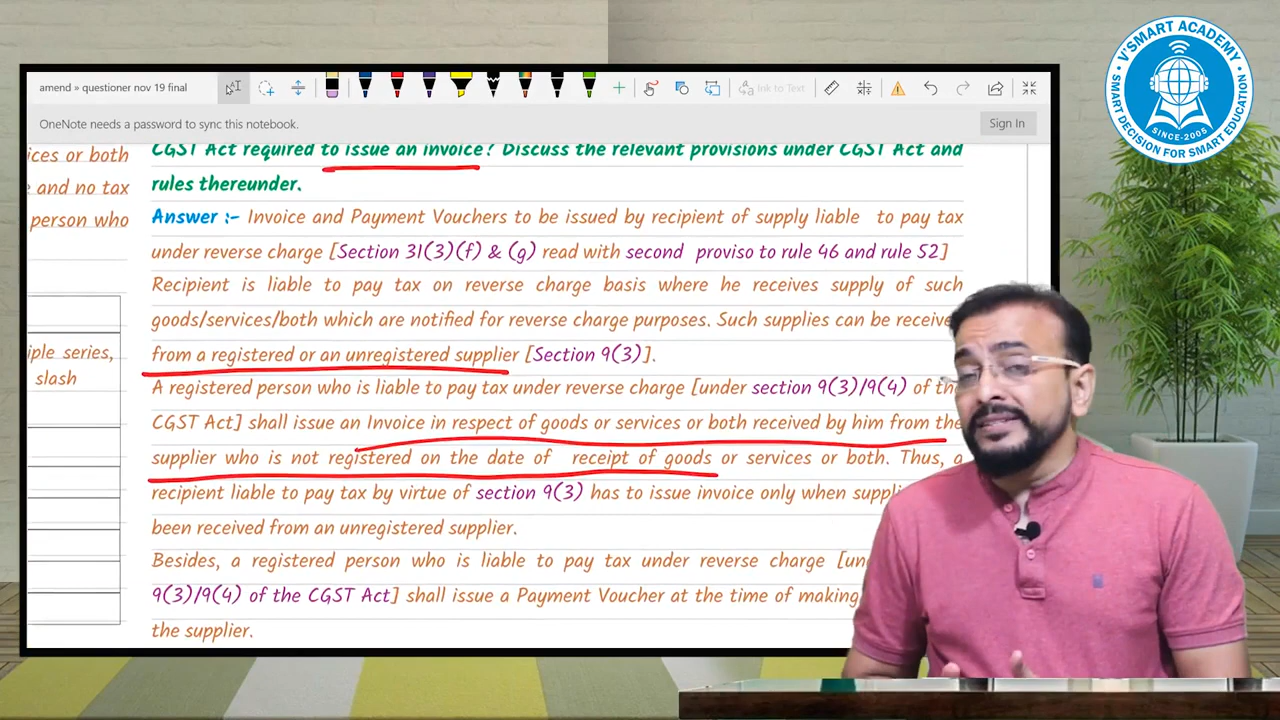 amend » questioner nov 19 final
Ink to Text
OneNote needs a password to sync this notebook.
Sign In
V'SMART ACADEMY
SINCE-2005
SMART DECISION FOR SMART EDUCATION
ices or both
e and no tax
person who
iple series,
slash
CGST Act required to issue an invoice? Discuss the relevant provisions under CGST Act and
rules thereunder.
Answer :- Invoice and Payment Vouchers to be issued by recipient of supply liable to pay tax
under reverse charge [Section 31(3)(f) & (g) read with second proviso to rule 46 and rule 52]
Recipient is liable to pay tax on reverse charge basis where he receives supply of such
goods/services/both which are notified for reverse charge purposes. Such supplies can be receive
from a registered or an unregistered supplier [Section 9(3)].
A registered person who is liable to pay tax under reverse charge [under section 9(3)/9(4) of th
CGST Act] shall issue an Invoice in respect of goods or services or both received by him from the
supplier who is not registered on the date of receipt of goods or services or both. Thus, a
recipient liable to pay tax by virtue of section 9(3) has to issue invoice only when suppli
been received from an unregistered supplier.
Besides, a registered person who is liable to pay tax under reverse charge [un
9(3)/9(4) of the CGST Act] shall issue a Payment Voucher at the time of making
the supplier.